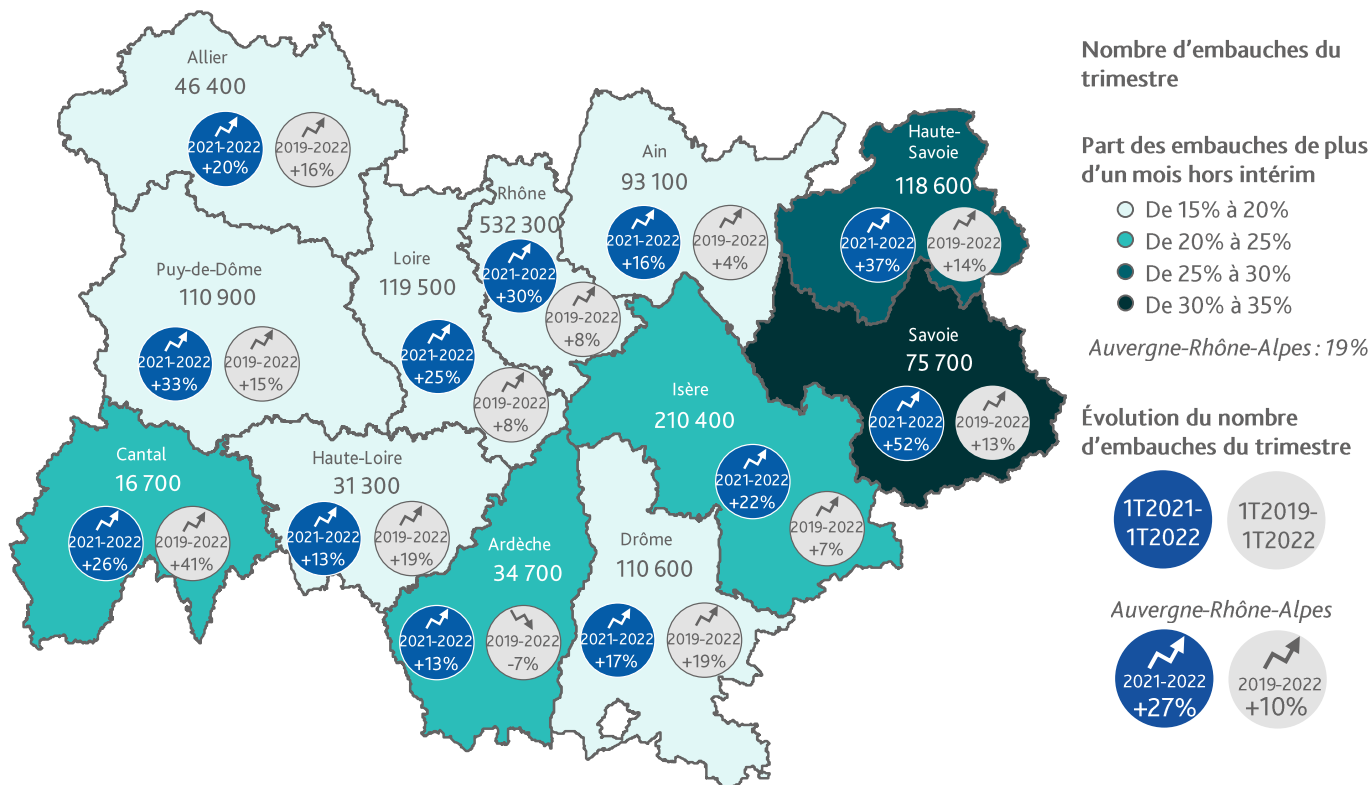 Allier
46 400
2021-2022
+20%
2019-2022
+16%
Puy-de-Dôme
110 900
2021-2022
+33%
2019-2022
+15%
Loire
119 500
2021-2022
+25%
2019-2022
+8%
Rhône
532 300
2021-2022
+30%
2019-2022
+8%
Ain
93 100
2021-2022
+16%
2019-2022
+4%
Haute-
Savoie
118 600
2021-2022
+37%
2019-2022
+14%
Savoie
75 700
2021-2022
+52%
2019-2022
+13%
Isère
210 400
2021-2022
+22%
2019-2022
+7%
Cantal
16 700
2021-2022
+26%
2019-2022
+41%
Haute-Loire
31 300
2021-2022
+13%
2019-2022
+19%
Ardèche
34 700
2021-2022
+13%
2019-2022
-7%
Drôme
110 600
2021-2022
+17%
2019-2022
+19%
Nombre d'embauches du
trimestre
Part des embauches de plus
d'un mois hors intérim
De 15% à 20%
De 20% à 25%
De 25% à 30%
De 30% à 35%
Auvergne-Rhône-Alpes : 19%
Évolution du nombre
d'embauches du trimestre
1T2021-
1T2022
1T2019-
1T2022
Auvergne-Rhône-Alpes
2021-2022
+27%
2019-2022
+10%